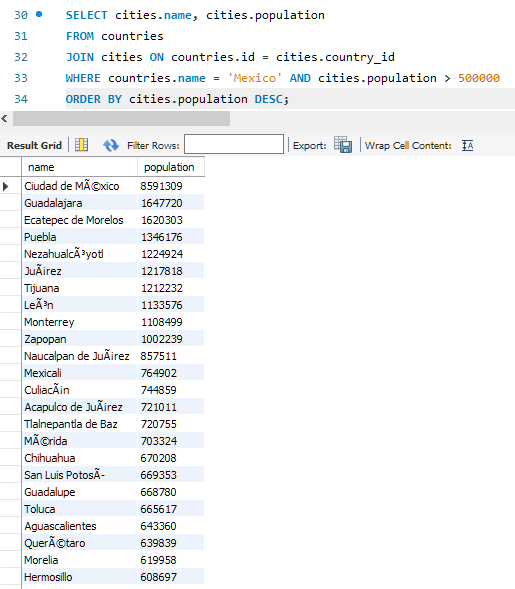 30 SELECT cities.name, cities.population
31 FROM countries
32 JOIN cities ON countries.id = cities.country_id
33 WHERE countries.name = 'Mexico' AND cities.population > 500000
34 ORDER BY cities.population DESC;
Result Grid Filter Rows: Export: Wrap Cell Content:
name population
Ciudad de MÃ©xico 8591309
Guadalajara 1647720
Ecatepec de Morelos 1620303
Puebla 1346176
NezahualcÃ³yotl 1224924
JuÃ¡rez 1217818
Tijuana 1212232
LeÃ³n 1133576
Monterrey 1108499
Zapopan 1002239
Naucalpan de JuÃ¡rez 857511
Mexicali 764902
CuliacÃ¡n 744859
Acapulco de JuÃ¡rez 721011
Tlalnepantla de Baz 720755
MÃ©rida 703324
Chihuahua 670208
San Luis PotosÃ- 669353
Guadalupe 668780
Toluca 665617
Aguascalientes 643360
QuerÃ©taro 639839
Morelia 619958
Hermosillo 608697